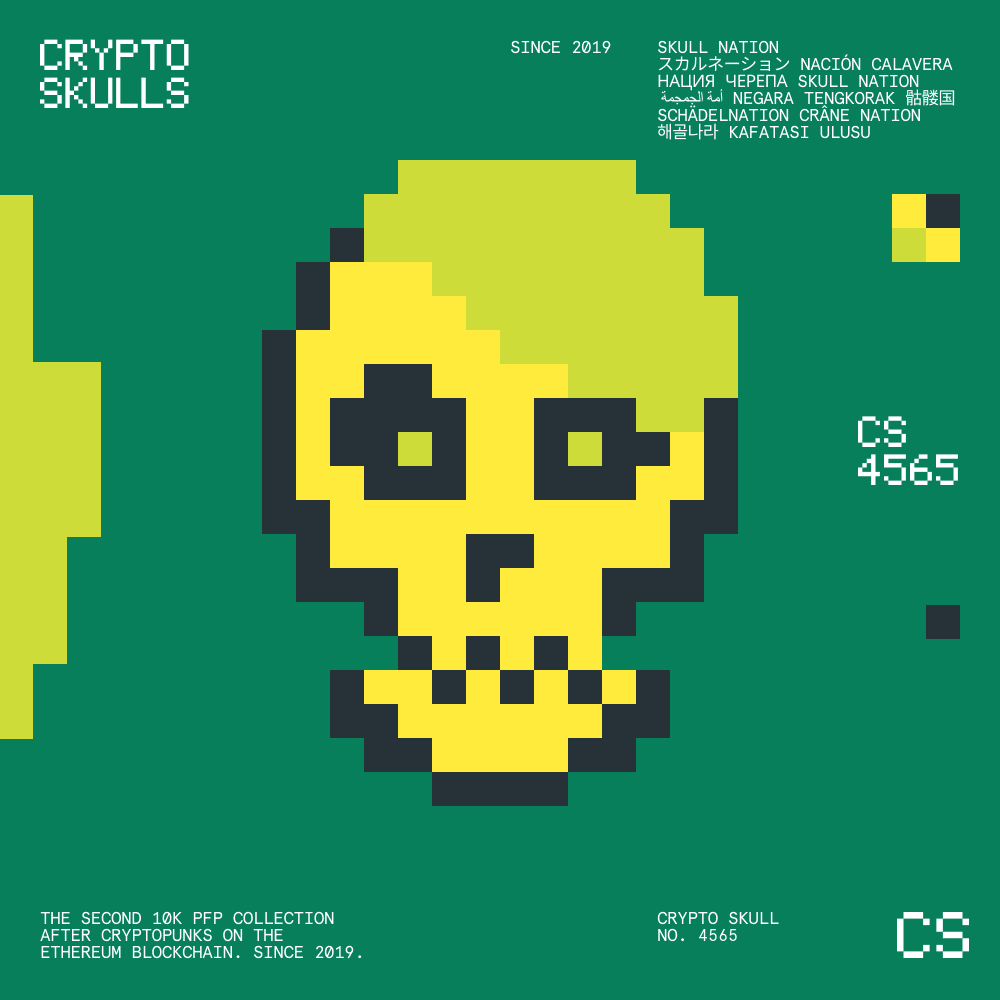 CRYPTO
SKULLS
SINCE 2019
SKULL NATION
スカルネーション NACIÓN CALAVERA
НАЦИЯ ЧЕРЕПА SKULL NATION
أمة الجمجمة NEGARA TENGKORAK 骷髅国
SCHÄDELNATION CRÂNE NATION
해골나라 KAFATASI ULUSU
CS
4565
THE SECOND 10K PFP COLLECTION
AFTER CRYPTOPUNKS ON THE
ETHEREUM BLOCKCHAIN. SINCE 2019.
CRYPTO SKULL
NO. 4565
CS